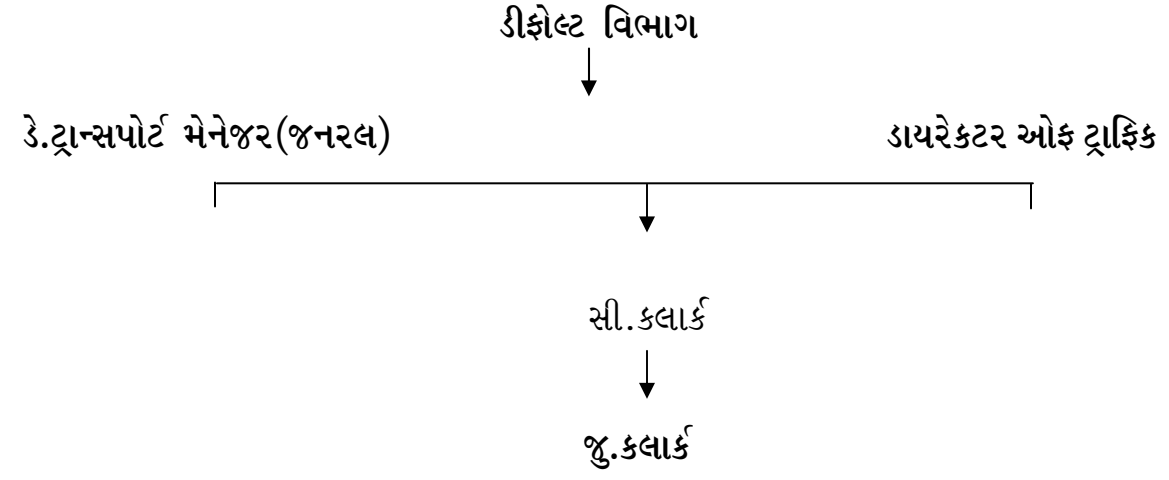 ડીફોલ્ટ વિભાગ
ડે.ટ્રાન્સપોર્ટ મેનેજર(જનરલ) ડાયરેકટર ઓફ ટ્રાફિક
સી.કલાર્ક
જુ.કલાર્ક